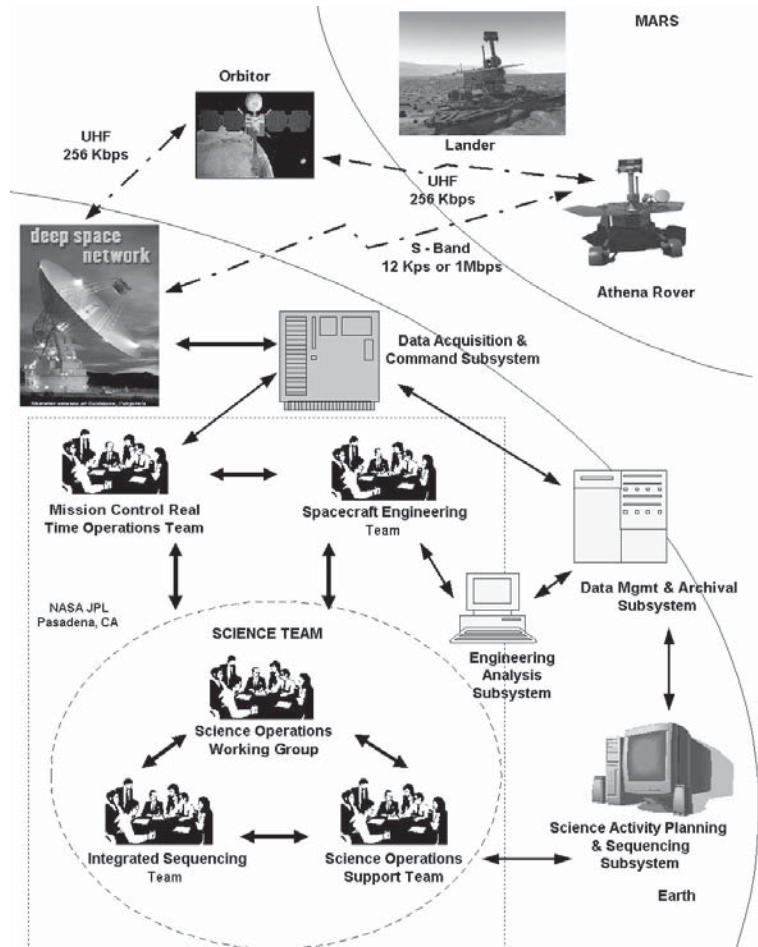 MARS
Orbitor
UHF
256 Kbps
Lander
UHF
256 Kbps
deep space
network
S - Band
12 Kps or 1Mbps
Athena Rover
Data Acquisition &
Command Subsystem
Mission Control Real
Time Operations Team
Spacecraft Engineering
Team
Data Mgmt & Archival
Subsystem
NASA JPL
Pasadena, CA
SCIENCE TEAM
Engineering
Analysis
Subsystem
Science Operations
Working Group
Integrated Sequencing
Team
Science Operations
Support Team
Science Activity Planning
& Sequencing
Subsystem
Earth